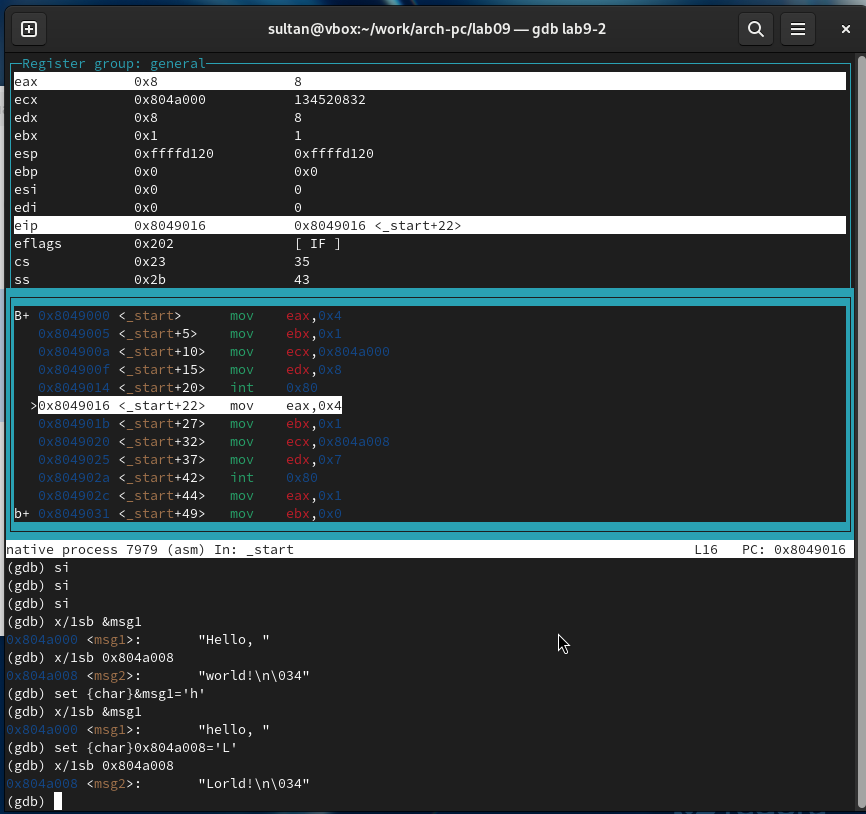 sultan@vbox:~/work/arch-pc/lab09 — gdb lab9-2
Register group: general
eax 0x8 8
ecx 0x804a000 134520832
edx 0x8 8
ebx 0x1 1
esp 0xffffd120 0xffffd120
ebp 0x0 0x0
esi 0x0 0
edi 0x0 0
eip 0x8049016 0x8049016 <_start+22>
eflags 0x202 [ IF ]
cs 0x23 35
ss 0x2b 43
B+ 0x8049000 <_start> mov eax,0x4
0x8049005 <_start+5> mov ebx,0x1
0x804900a <_start+10> mov ecx,0x804a000
0x804900f <_start+15> mov edx,0x8
0x8049014 <_start+20> int 0x80
>0x8049016 <_start+22> mov eax,0x4
0x804901b <_start+27> mov ebx,0x1
0x8049020 <_start+32> mov ecx,0x804a008
0x8049025 <_start+37> mov edx,0x7
0x804902a <_start+42> int 0x80
0x804902c <_start+44> mov eax,0x1
b+ 0x8049031 <_start+49> mov ebx,0x0
native process 7979 (asm) In: _start L16 PC: 0x8049016
(gdb) si
(gdb) si
(gdb) si
(gdb) x/1sb &msg1
0x804a000 <msg1>: "Hello, "
(gdb) x/1sb 0x804a008
0x804a008 <msg2>: "world!\n\034"
(gdb) set {char}&msg1='h'
(gdb) x/1sb &msg1
0x804a000 <msg1>: "hello, "
(gdb) set {char}0x804a008='L'
(gdb) x/1sb 0x804a008
0x804a008 <msg2>: "Lorld!\n\034"
(gdb)